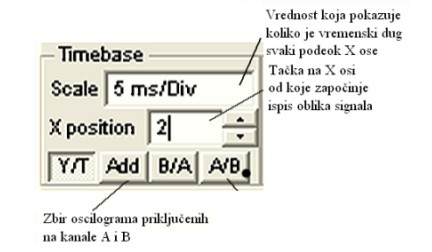 Vrednost koja pokazuje
koliko je vremenski dug
svaki podeok X ose
Timebase
Scale 5 ms/Div
Tačka na X osi
od koje započinje
ispis oblika signala
X position 2
Y/T Add B/A A/B
Zbir oscilograma priključenih
na kanale A i B